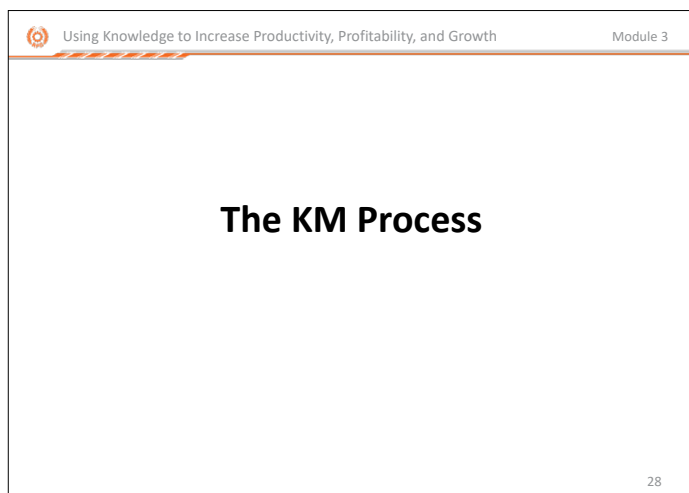 Using Knowledge to Increase Productivity, Profitability, and Growth
Module 3
The KM Process
28